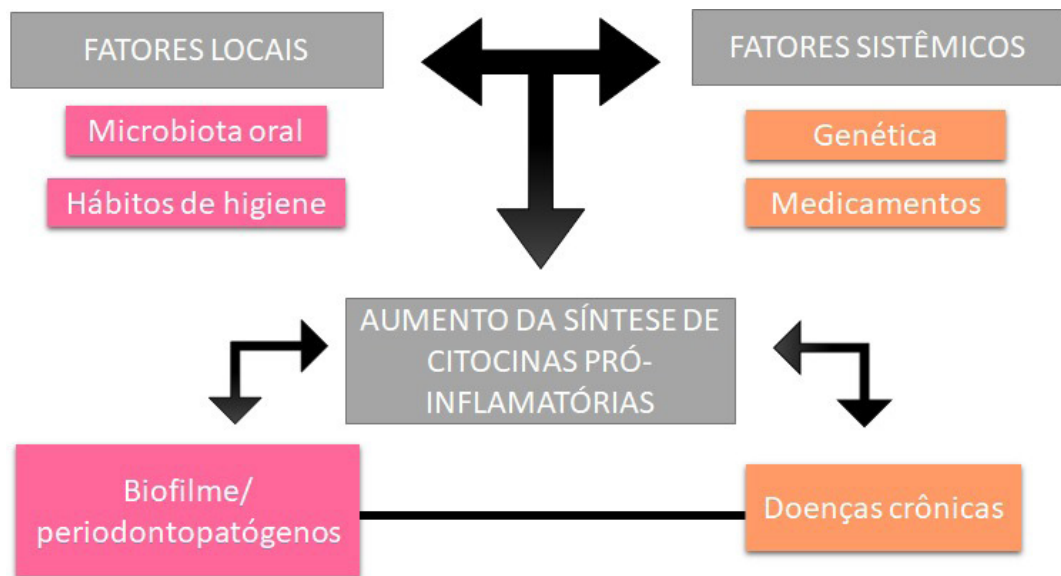 FATORES LOCAIS
FATORES SISTÊMICOS
Microbiota oral
Genética
Hábitos de higiene
Medicamentos
AUMENTO DA SÍNTESE DE
CITOCINAS PRÓ-
INFLAMATÓRIAS
Biofilme/
periodontopatógenos
Doenças crônicas